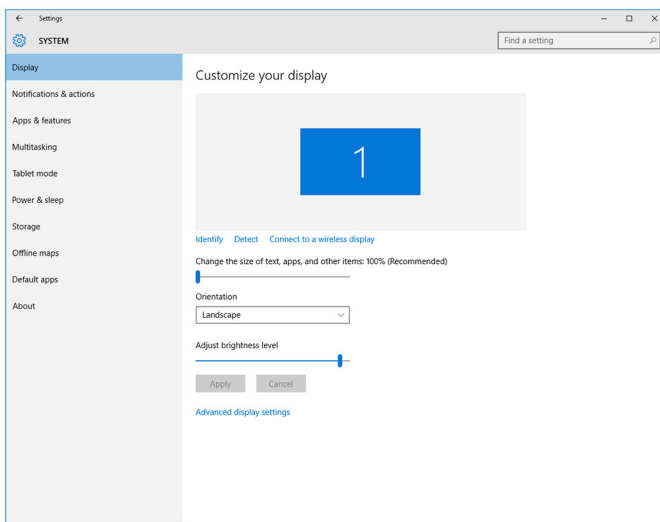 Settings
SYSTEM
Find a setting
Display
Notifications & actions
Apps & features
Multitasking
Tablet mode
Power & sleep
Storage
Offline maps
Default apps
About
Customize your display
1
Identify Detect Connect to a wireless display
Change the size of text, apps, and other items: 100% (Recommended)
Orientation
Landscape
Adjust brightness level
Apply Cancel
Advanced display settings